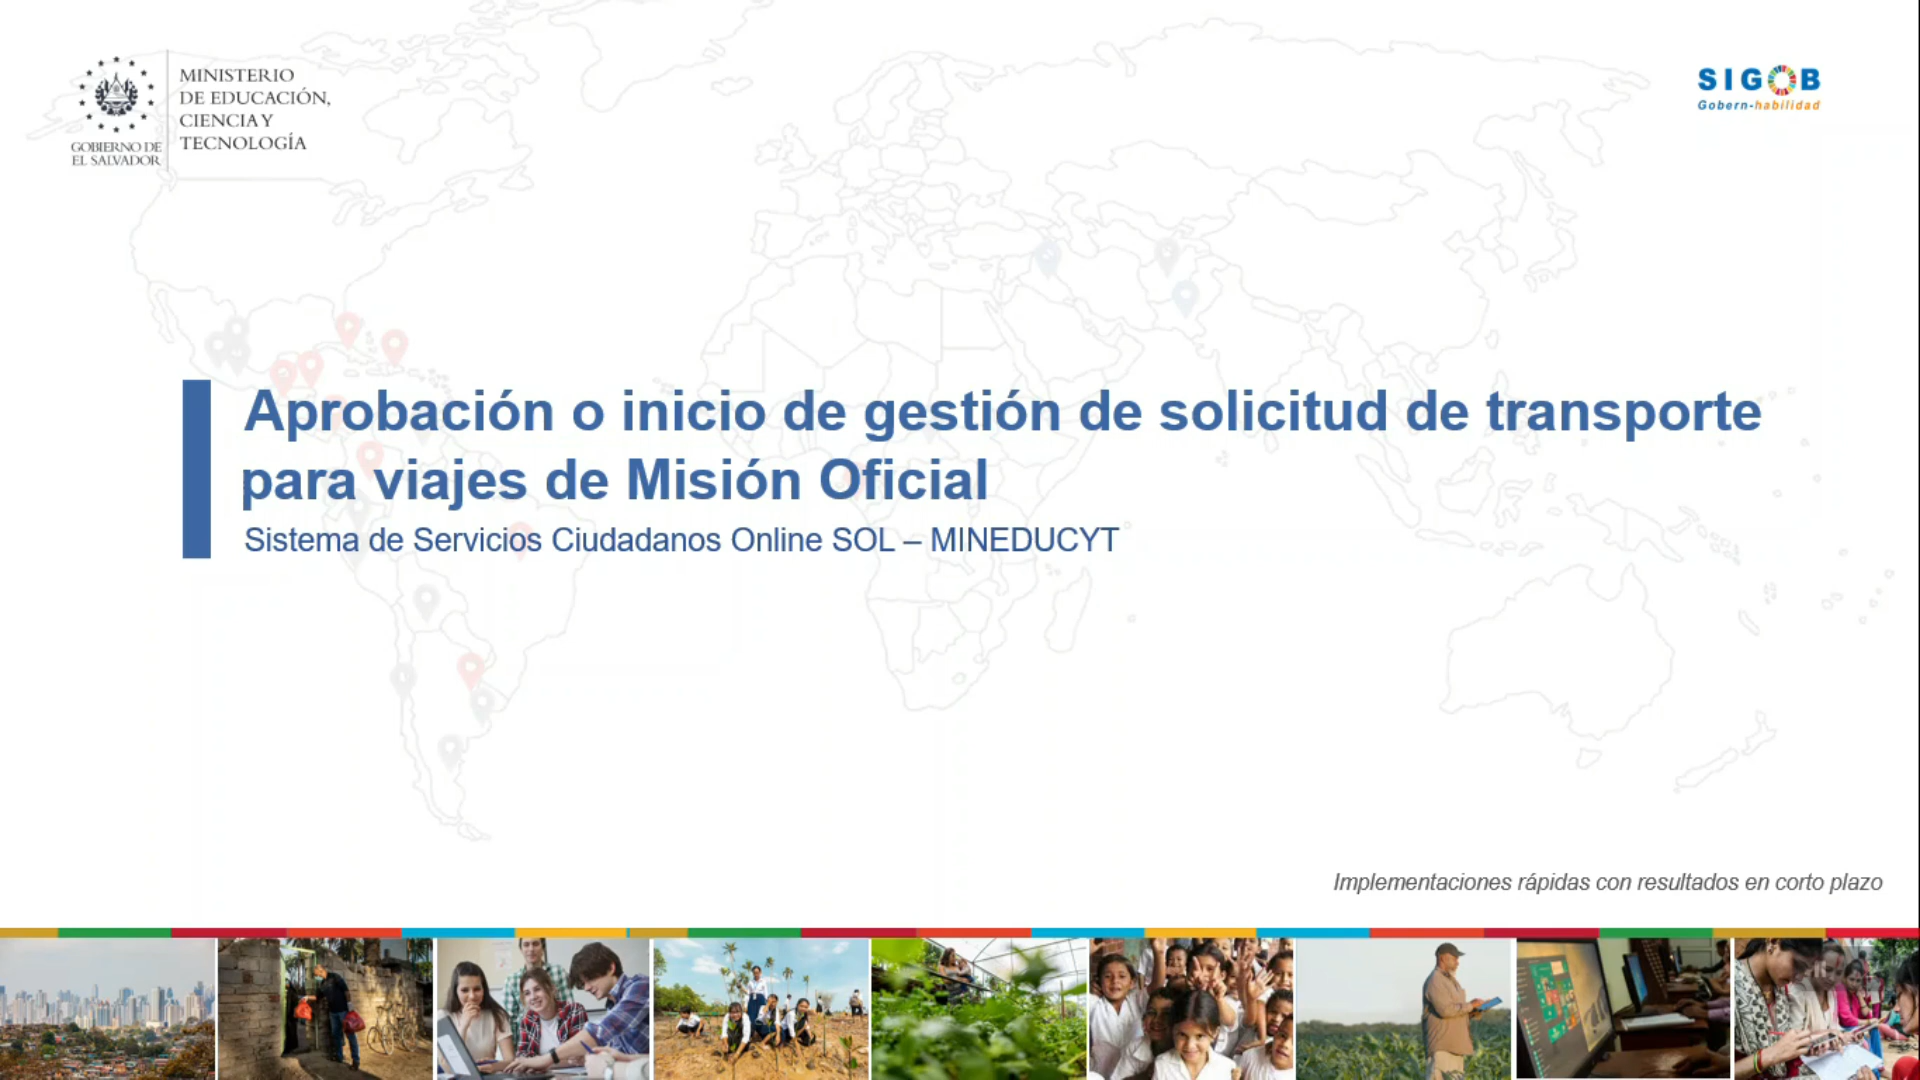 GOBIERNO DE
EL SALVADOR
MINISTERIO
DE EDUCACIÓN,
CIENCIA Y
TECNOLOGÍA
SIGOB
Gobern-habilidad
Aprobación o inicio de gestión de solicitud de transporte
para viajes de Misión Oficial
Sistema de Servicios Ciudadanos Online SOL – MINEDUCYT
Implementaciones rápidas con resultados en corto plazo